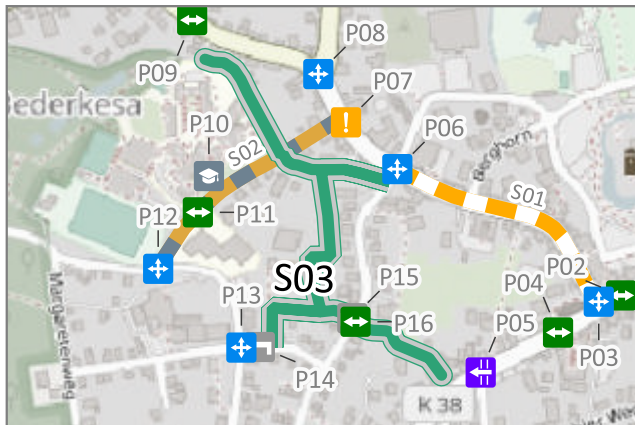 P08
P09
P07
Bederkesa
P10
S02
P06
Berghorn
S01
P12
P11
P02
S03
P15
P04
P13
P16
P05
P03
Margaretenweg
P14
K 38